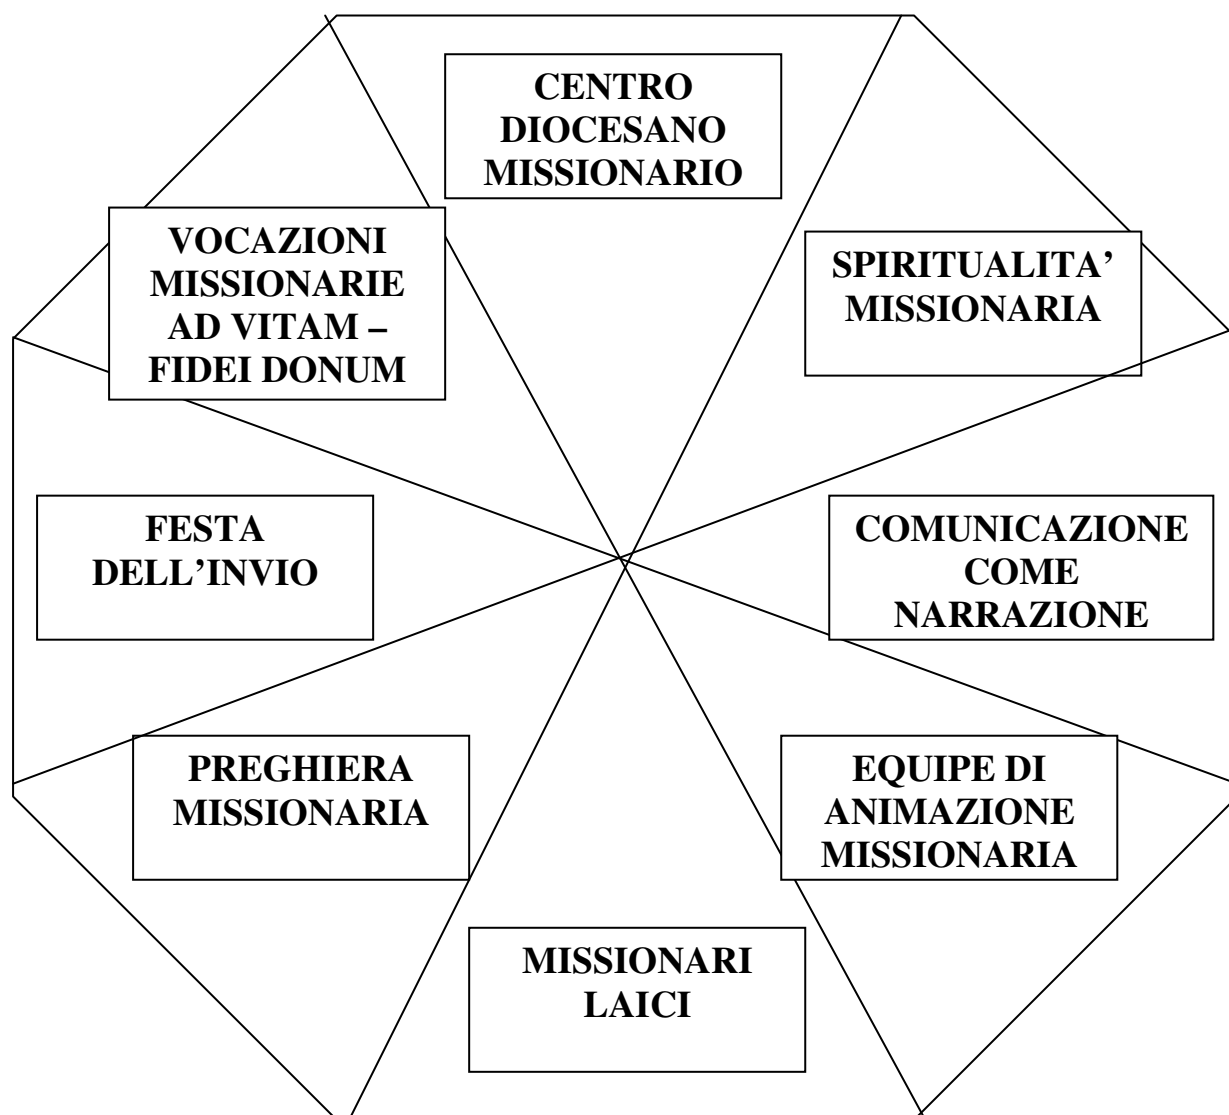 CENTRO
DIOCESANO
MISSIONARIO
VOCAZIONI
MISSIONARIE
AD VITAM –
FIDEI DONUM
SPIRITUALITA’
MISSIONARIA
FESTA
DELL’INVIO
COMUNICAZIONE
COME
NARRAZIONE
PREGHIERA
MISSIONARIA
EQUIPE DI
ANIMAZIONE
MISSIONARIA
MISSIONARI
LAICI